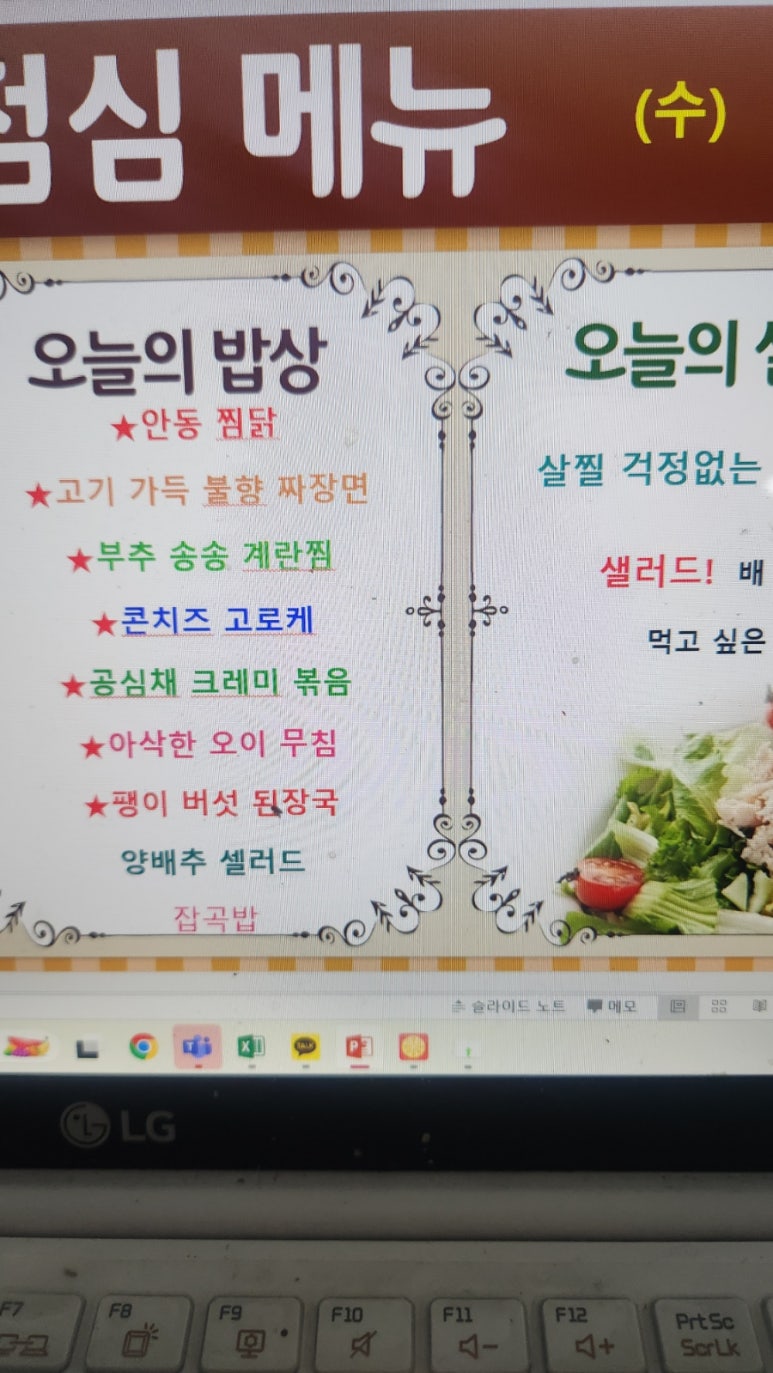 점심 메뉴 (수)
오늘의 밥상
★안동 찜닭
★고기 가득 불향 짜장면
★부추 송송 계란찜
★콘치즈 고로케
★공심채 크레미 볶음
★아삭한 오이 무침
★팽이 버섯 된장국
양배추 셀러드
잡곡밥
오늘의
살찔 걱정없는
샐러드! 배
먹고 싶은
슬라이드 노트 메모
LG
F7 F8 F9 F10 F11 F12 PrtSc
ScrLk